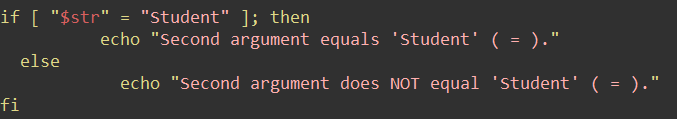 if [ "$str" = "Student" ]; then
echo "Second argument equals 'Student' ( = )."
else
echo "Second argument does NOT equal 'Student' ( = )."
fi